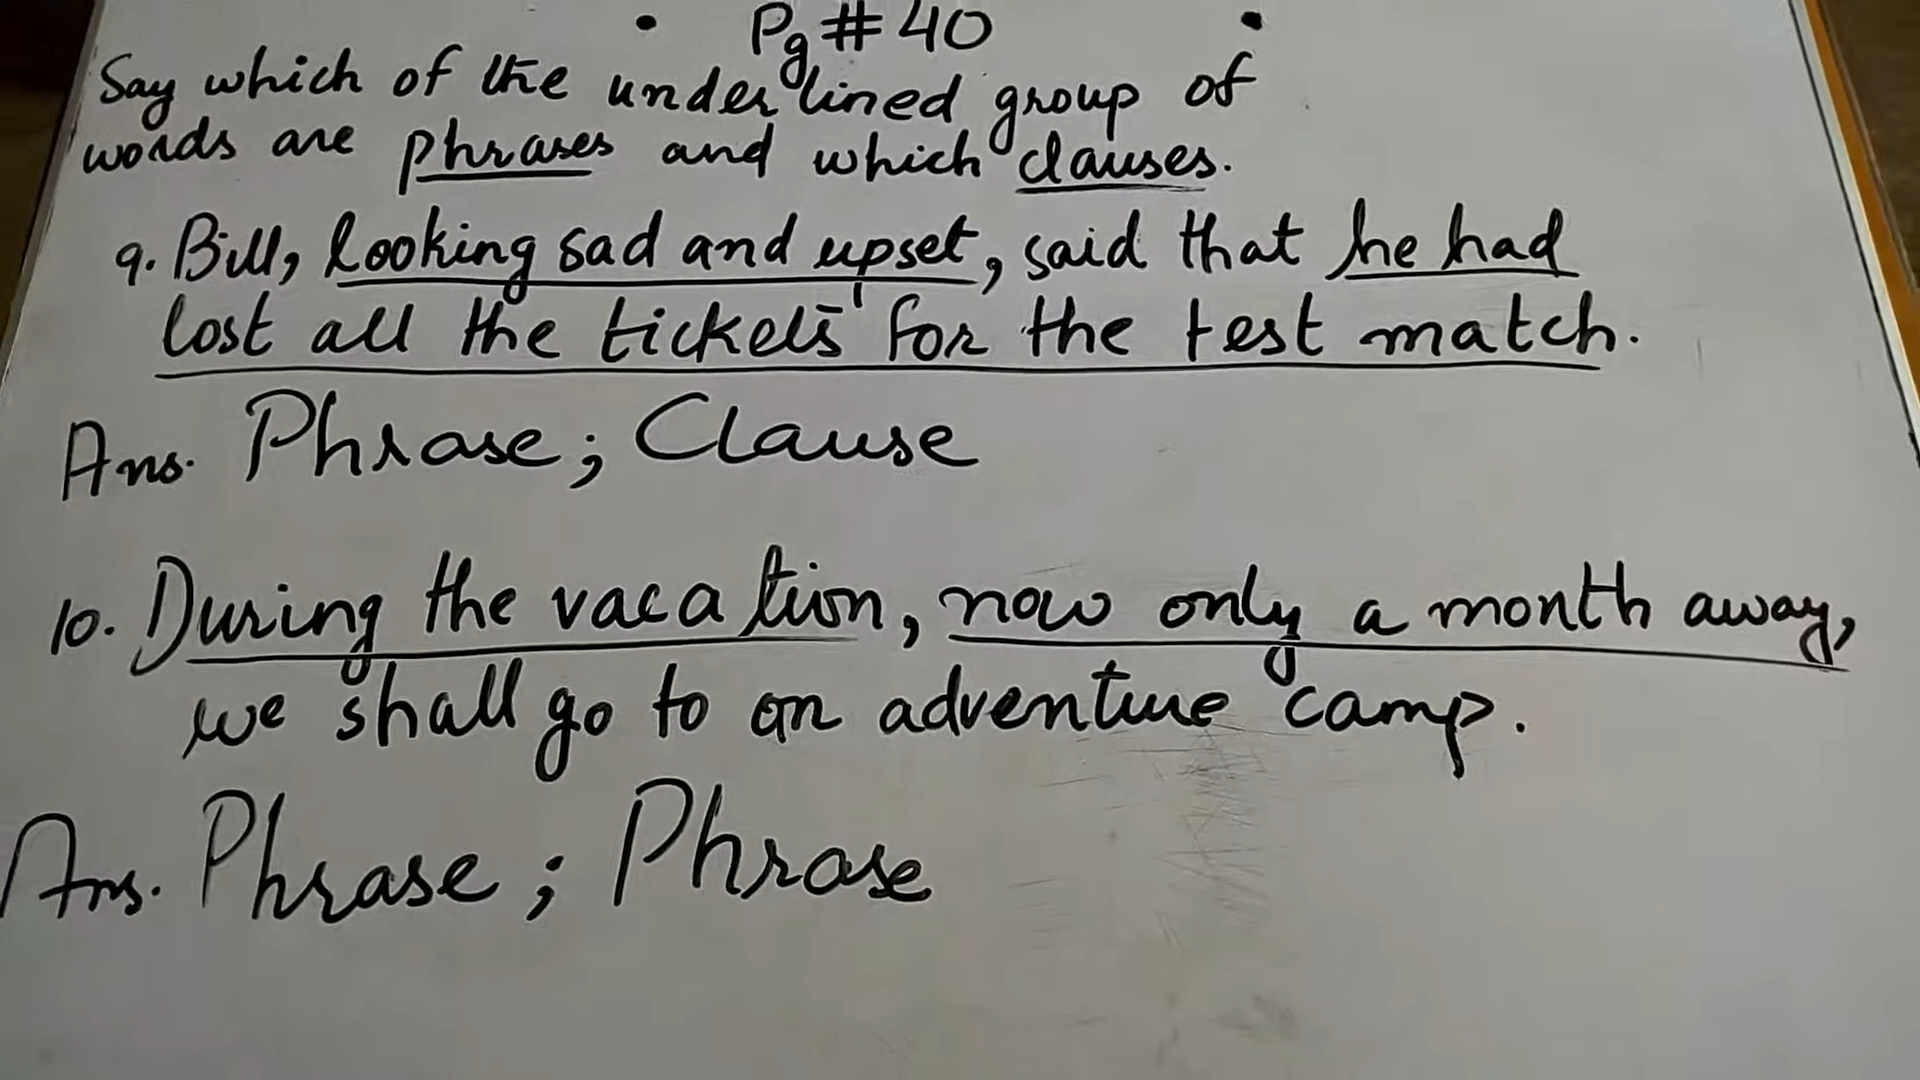 Pg # 40
Say which of the underlined group of
words are phrases and which clauses.
9. Bill, looking sad and upset, said that he had
lost all the tickets for the test match.
Ans. Phrase; Clause
10. During the vacation, now only a month away,
we shall go to an adventure camp.
Ans. Phrase; Phrase